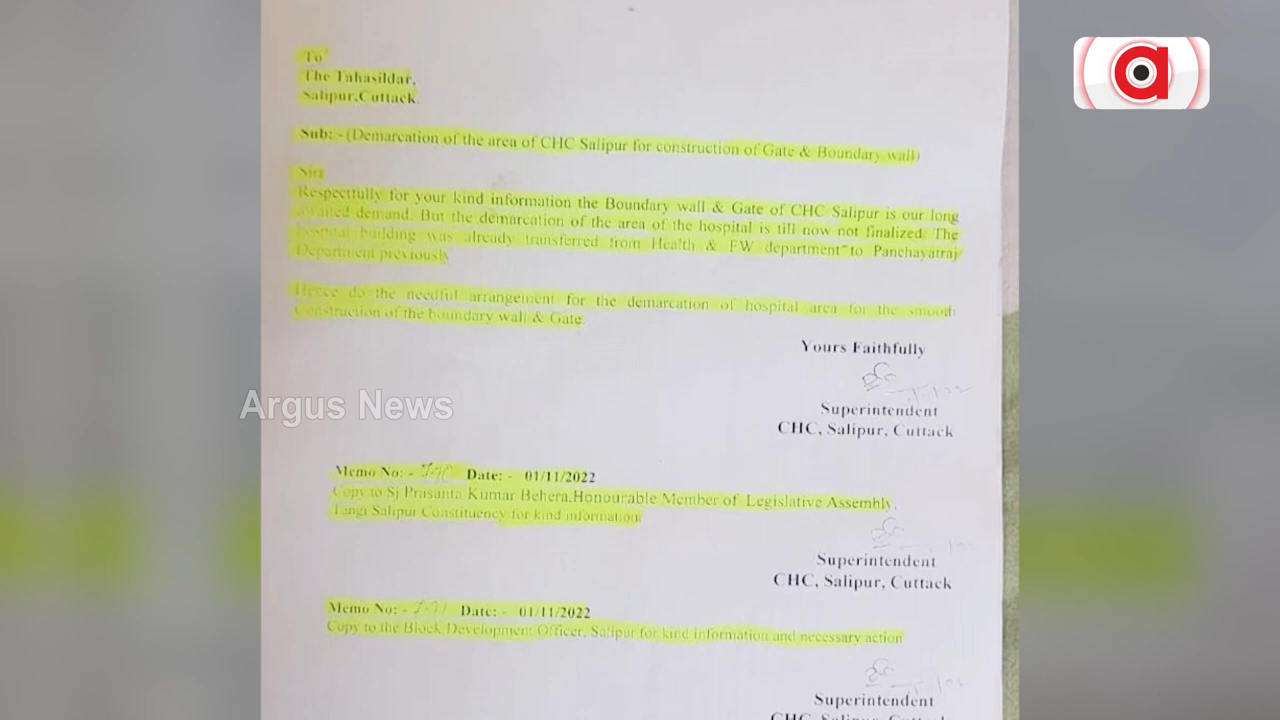 a
To
The Tahasildar,
Salipur,Cuttack.
Sub: - (Demarcation of the area of CHC Salipur for construction of Gate & Boundary wall)
Sir,
Respectfully for your kind information the Boundary wall & Gate of CHC Salipur is our long
awaited demand. But the demarcation of the area of the hospital is till now not finalized. The
hospital building was already transferred from Health & FW department to Panchayatraj
Department previously
Hence do the needful arrangement for the demarcation of hospital area for the smooth
Construction of the boundary wall & Gate.
Yours Faithfully
Superintendent
CHC, Salipur, Cuttack
Argus News
Memo No: - Date: - 01/11/2022
Copy to Sj Prasanta Kumar Behera,Honourable Member of Legislative Assembly,
Tangi Salipur Constituency for kind information
Superintendent
CHC, Salipur, Cuttack
Memo No: - Date: - 01/11/2022
Copy to the Block Development Officer, Salipur for kind information and necessary action
Superintendent
CHC, Salipur, Cuttack